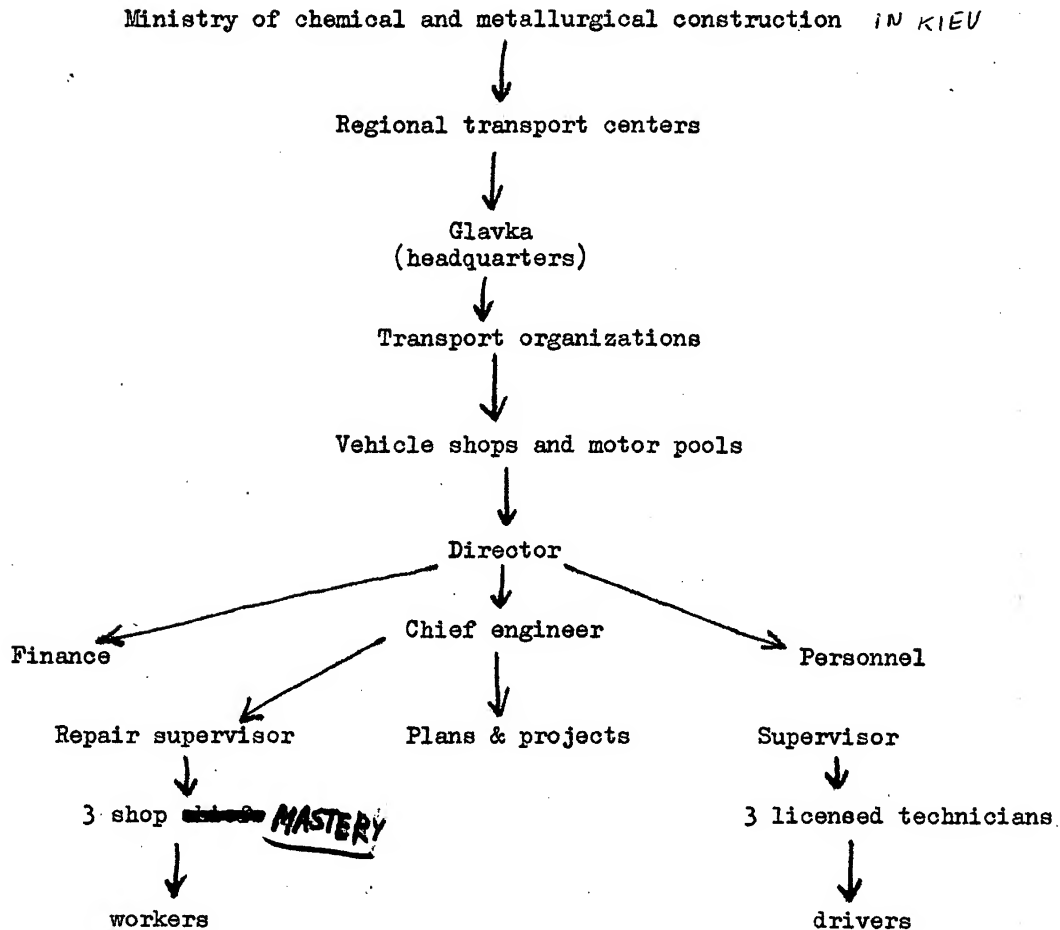 Ministry of chemical and metallurgical construction IN KIEV
Regional transport centers
Glavka
(headquarters)
Transport organizations
Vehicle shops and motor pools
Director
Finance
Chief engineer
Personnel
Repair supervisor
Plans & projects
Supervisor
3 shop MASTERY
3 licensed technicians
workers
drivers